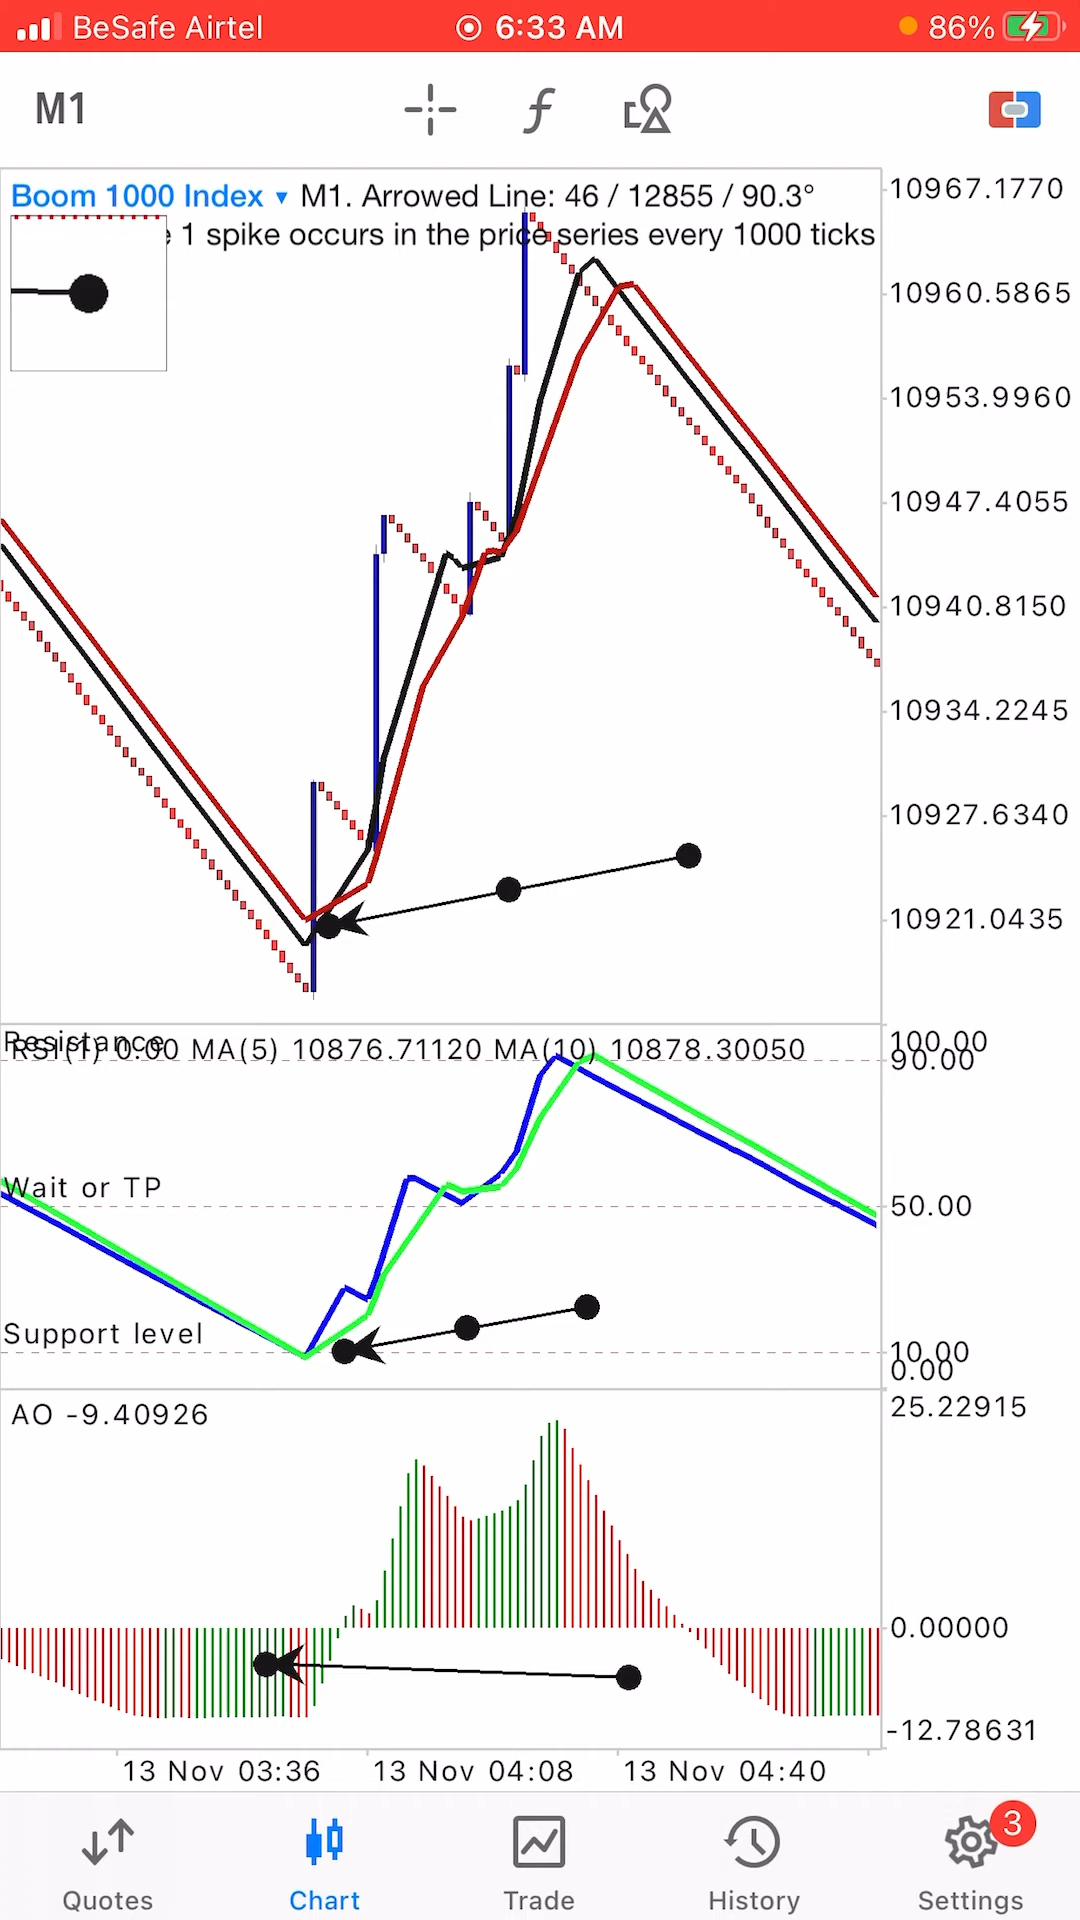 BeSafe Airtel 6:33 AM 86%
M1
Boom 1000 Index M1. Arrowed Line: 46 / 12855 / 90.3°
1 spike occurs in the price series every 1000 ticks
10967.1770
10960.5865
10953.9960
10947.4055
10940.8150
10934.2245
10927.6340
10921.0435
Resistance
RSI(1) 0.00 MA(5) 10876.71120 MA(10) 10878.30050
100.00
90.00
Wait or TP
50.00
Support level
10.00
0.00
AO -9.40926
25.22915
0.00000
-12.78631
13 Nov 03:36 13 Nov 04:08 13 Nov 04:40
3
Quotes Chart Trade History Settings